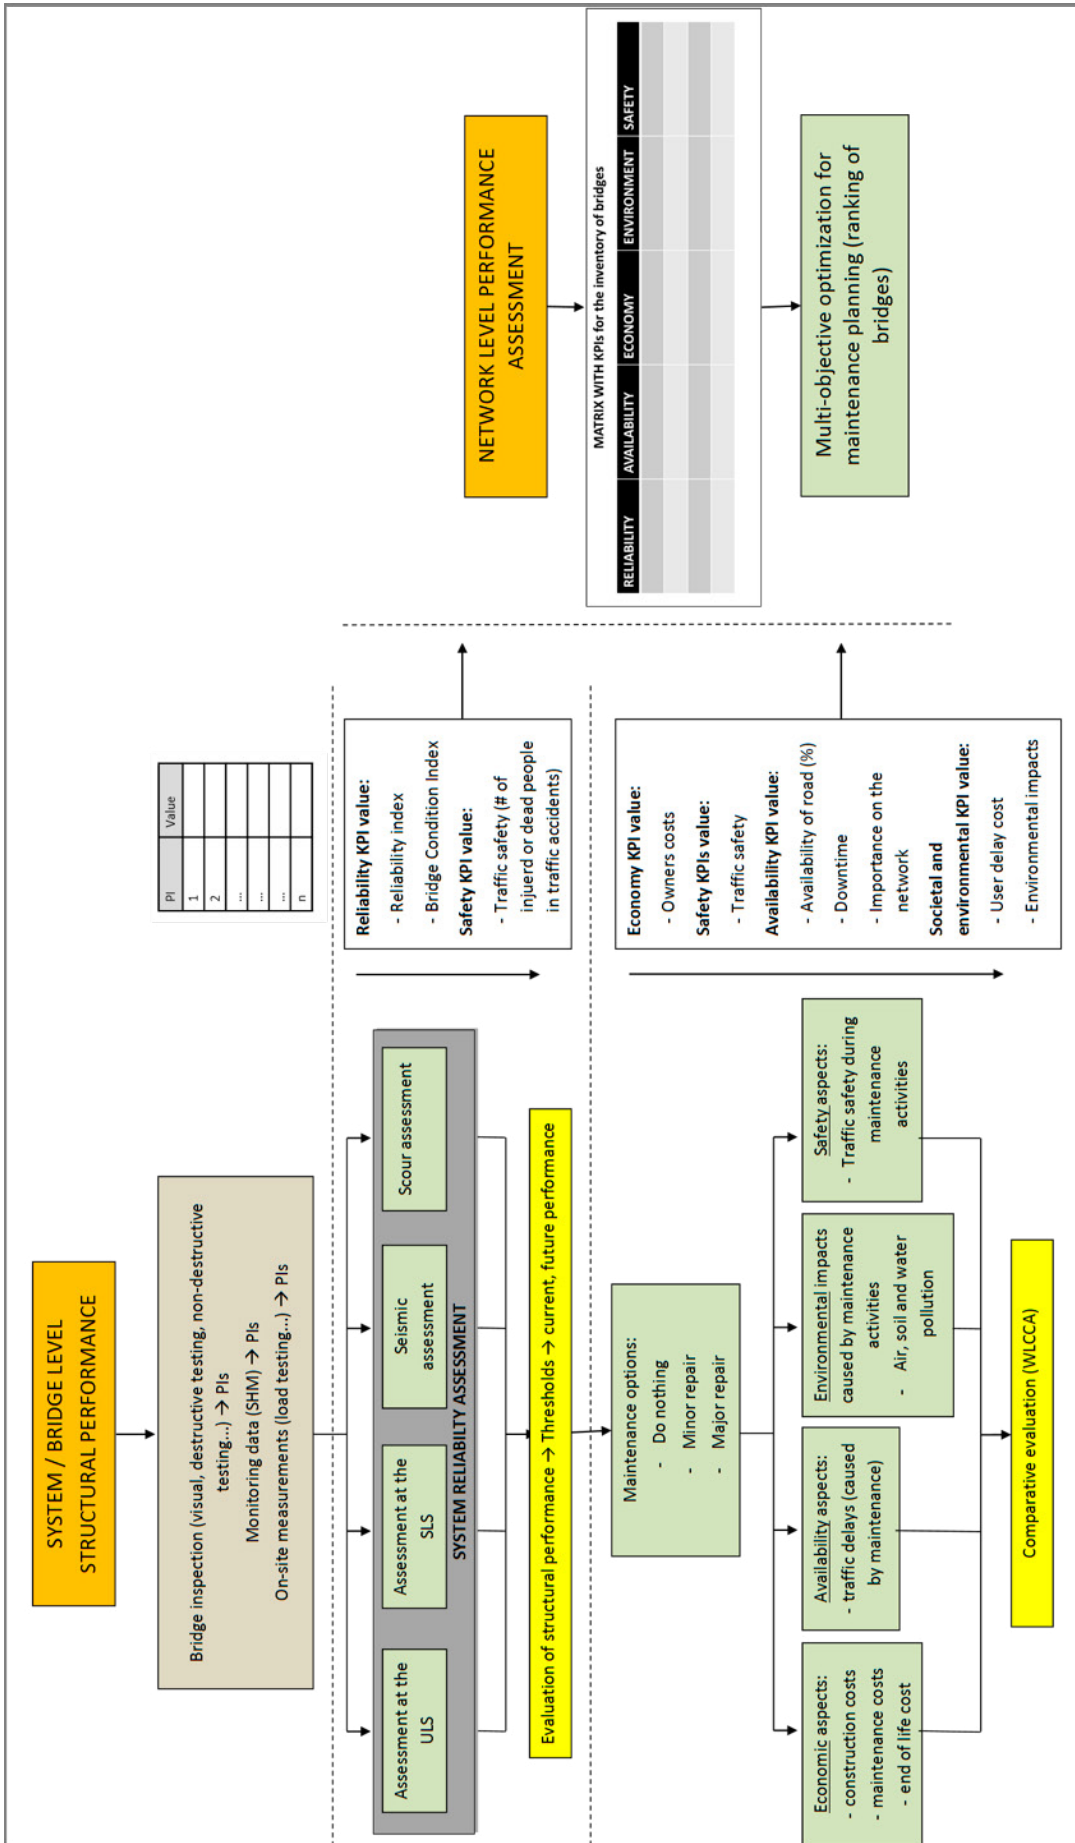 SYSTEM / BRIDGE LEVEL
STRUCTURAL PERFORMANCE
Bridge inspection (visual, destructive testing, non-destructive
testing...) → PIs
Monitoring data (SHM) → PIs
On-site measurements (load testing...) → PIs
PI Value
1
2
...
...
...
n
Assessment at the
ULS
Assessment at the
SLS
Seismic
assessment
Scour assessment
SYSTEM RELIABILTY ASSESSMENT
Evaluation of structural performance → Thresholds → current, future performance
Reliability KPI value:
- Reliability index
- Bridge Condition Index
Safety KPI value:
- Traffic safety (# of
injuerd or dead people
in traffic accidents)
Maintenance options:
- Do nothing
- Minor repair
- Major repair
Economic aspects:
- construction costs
- maintenance costs
- end of life cost
Availability aspects:
- traffic delays (caused
by maintenance)
Environmental impacts
caused by maintenance
activities
- Air, soil and water
pollution
Safety aspects:
- Traffic safety during
maintenance
activities
Comparative evaluation (WLCCA)
Economy KPI value:
- Owners costs
Safety KPIs value:
- Traffic safety
Availability KPI value:
- Availability of road (%)
- Downtime
- Importance on the
network
Societal and
environmental KPI value:
- User delay cost
- Environmental impacts
NETWORK LEVEL PERFORMANCE
ASSESSMENT
MATRIX WITH KPIs for the inventory of bridges
RELIABILITY AVAILABILITY ECONOMY ENVIRONMENT SAFETY
Multi-objective optimization for
maintenance planning (ranking of
bridges)